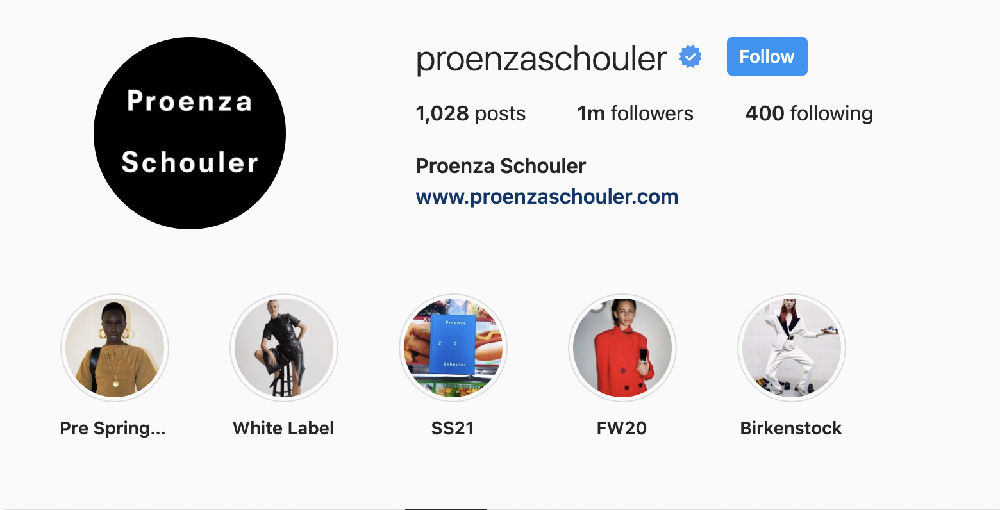 Proenza
Schouler
proenzaschouler
Follow
1,028 posts 1m followers 400 following
Proenza Schouler
www.proenzaschouler.com
Proenza
2 0
Schouler
Pre Spring...
White Label
SS21
FW20
Birkenstock